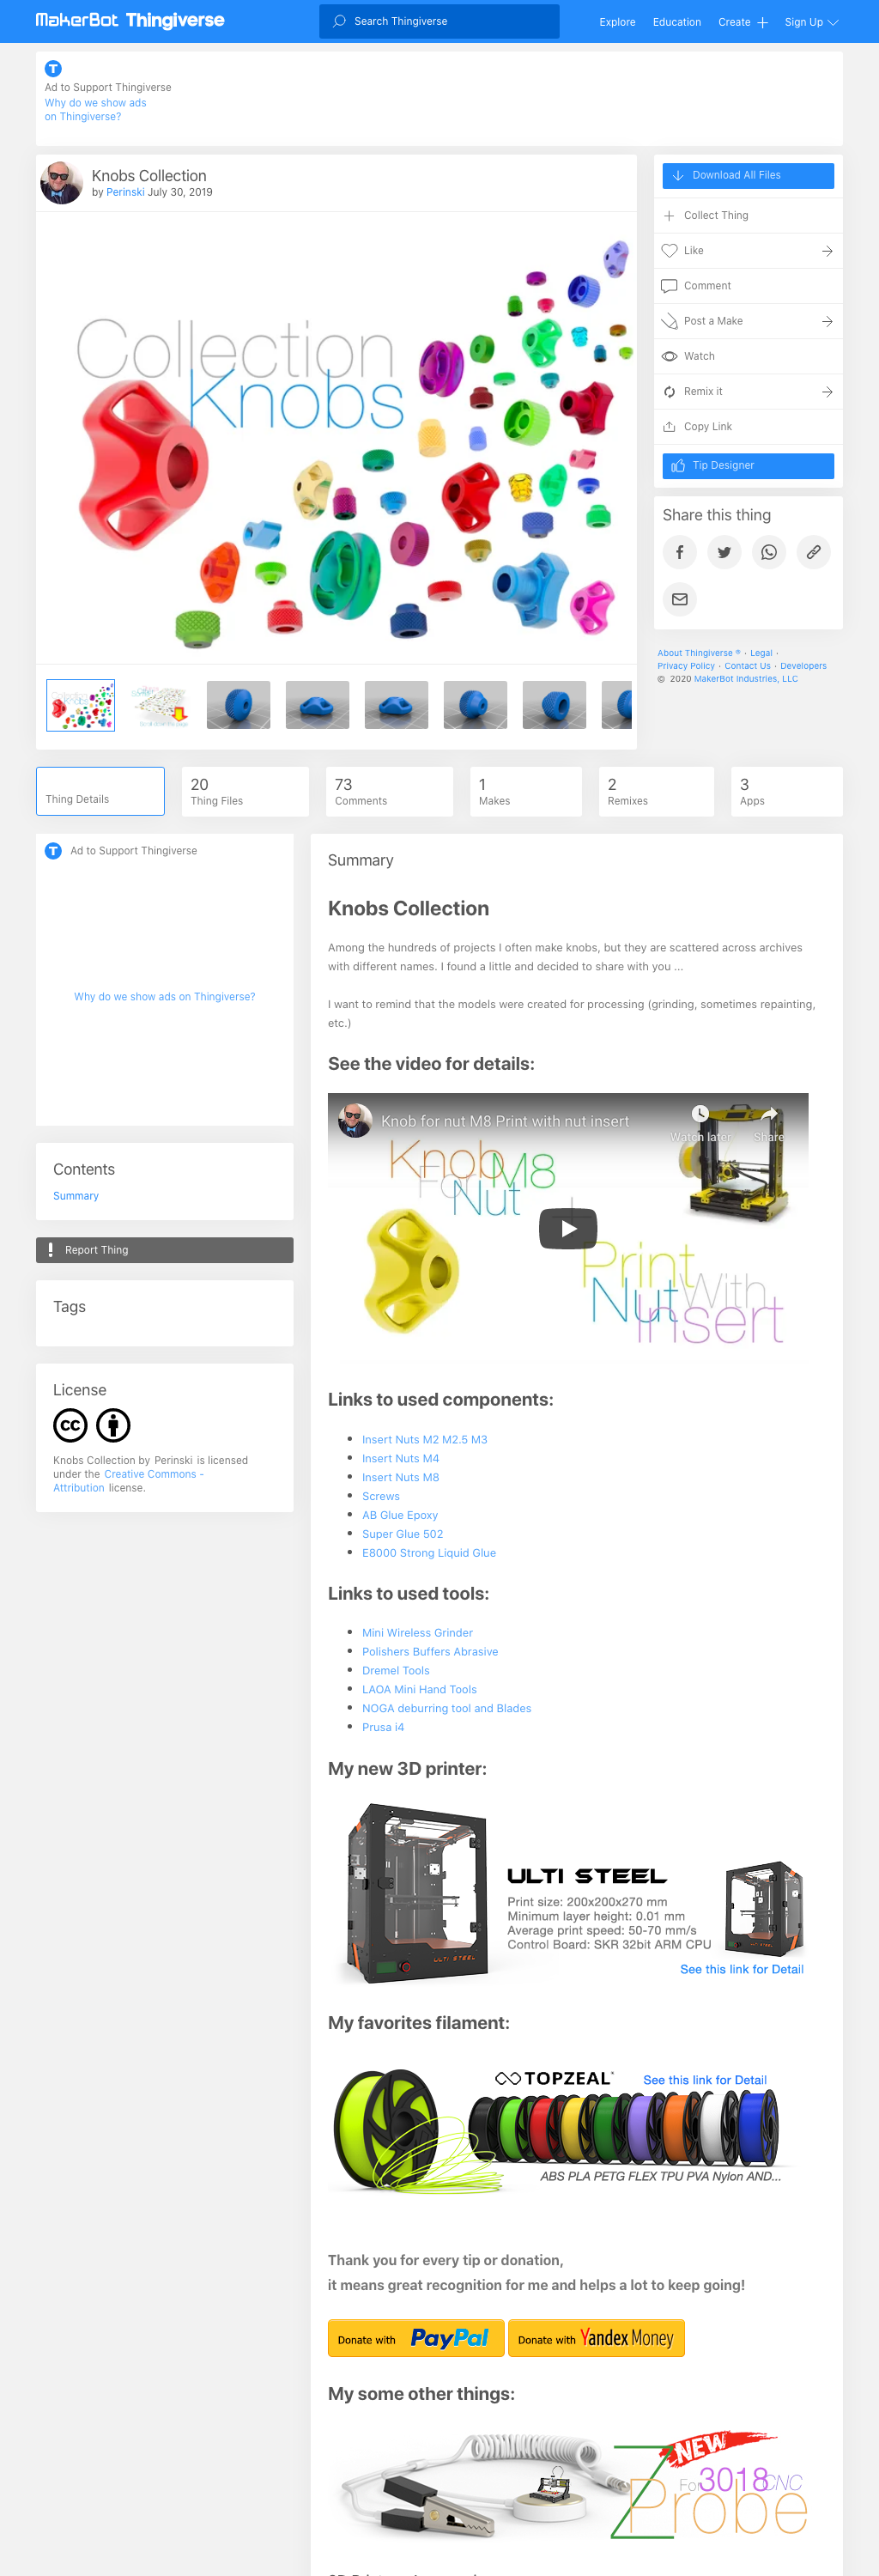 MakerBot Thingiverse
Search Thingiverse
Explore
Education
Create
Sign Up
Ad to Support Thingiverse
Why do we show ads
on Thingiverse?
Knobs Collection
by Perinski July 30, 2019
Collection
Knobs
Download All Files
Collect Thing
Like
Comment
Post a Make
Watch
Remix it
Copy Link
Tip Designer
Share this thing
About Thingiverse ® · Legal ·
Privacy Policy · Contact Us · Developers
© 2020 MakerBot Industries, LLC
Thing Details
20
Thing Files
73
Comments
1
Makes
2
Remixes
3
Apps
Ad to Support Thingiverse
Why do we show ads on Thingiverse?
Contents
Summary
Report Thing
Tags
License
cc
Knobs Collection by Perinski is licensed
under the Creative Commons -
Attribution license.
Summary
Knobs Collection
Among the hundreds of projects I often make knobs, but they are scattered across archives
with different names. I found a little and decided to share with you ...
I want to remind that the models were created for processing (grinding, sometimes repainting,
etc.)
See the video for details:
Knob for nut M8 Print with nut insert
Watch later
Share
Knob
For M8
Nut
Print
Nut With
Insert
Links to used components:
Insert Nuts M2 M2.5 M3
Insert Nuts M4
Insert Nuts M8
Screws
AB Glue Epoxy
Super Glue 502
E8000 Strong Liquid Glue
Links to used tools:
Mini Wireless Grinder
Polishers Buffers Abrasive
Dremel Tools
LAOA Mini Hand Tools
NOGA deburring tool and Blades
Prusa i4
My new 3D printer:
ULTI STEEL
ULTI STEEL
Print size: 200x200x270 mm
Minimum layer height: 0.01 mm
Average print speed: 50-70 mm/s
Control Board: SKR 32bit ARM CPU
See this link for Detail
My favorites filament:
TOPZEAL
See this link for Detail
ABS PLA PETG FLEX TPU PVA Nylon AND...
Thank you for every tip or donation,
it means great recognition for me and helps a lot to keep going!
Donate with PayPal
Donate with Yandex Money
My some other things:
NEW
For 3018 CNC
Z Probe